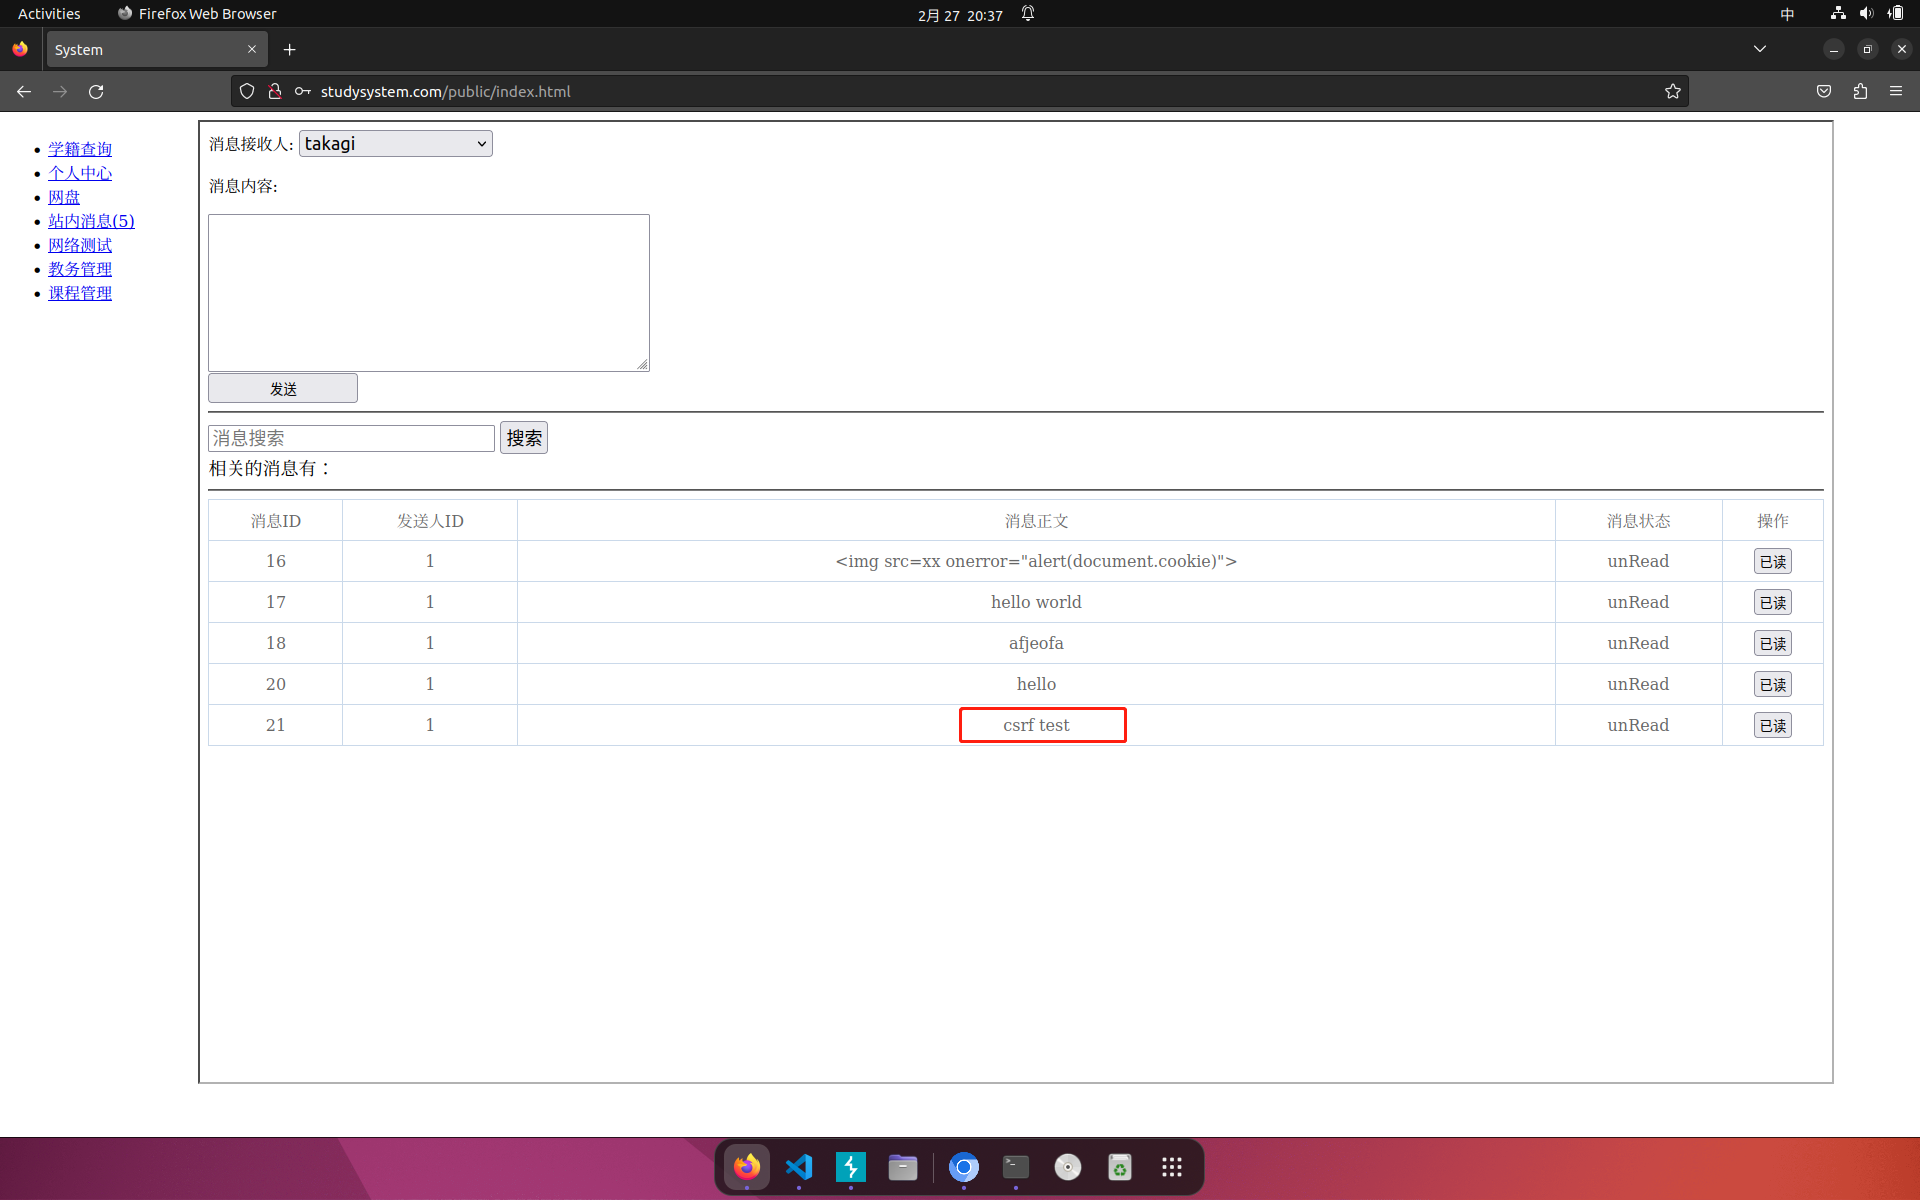 Activities
Firefox Web Browser
2月 27 20:37
中
System
studysystem.com/public/index.html
学籍查询
个人中心
网盘
站内消息(5)
网络测试
教务管理
课程管理
消息接收人: takagi
消息内容:
发送
消息搜索 搜索
相关的消息有：
消息ID 发送人ID 消息正文 消息状态 操作
16 1 <img src=xx onerror="alert(document.cookie)"> unRead 已读
17 1 hello world unRead 已读
18 1 afjeofa unRead 已读
20 1 hello unRead 已读
21 1 csrf test unRead 已读